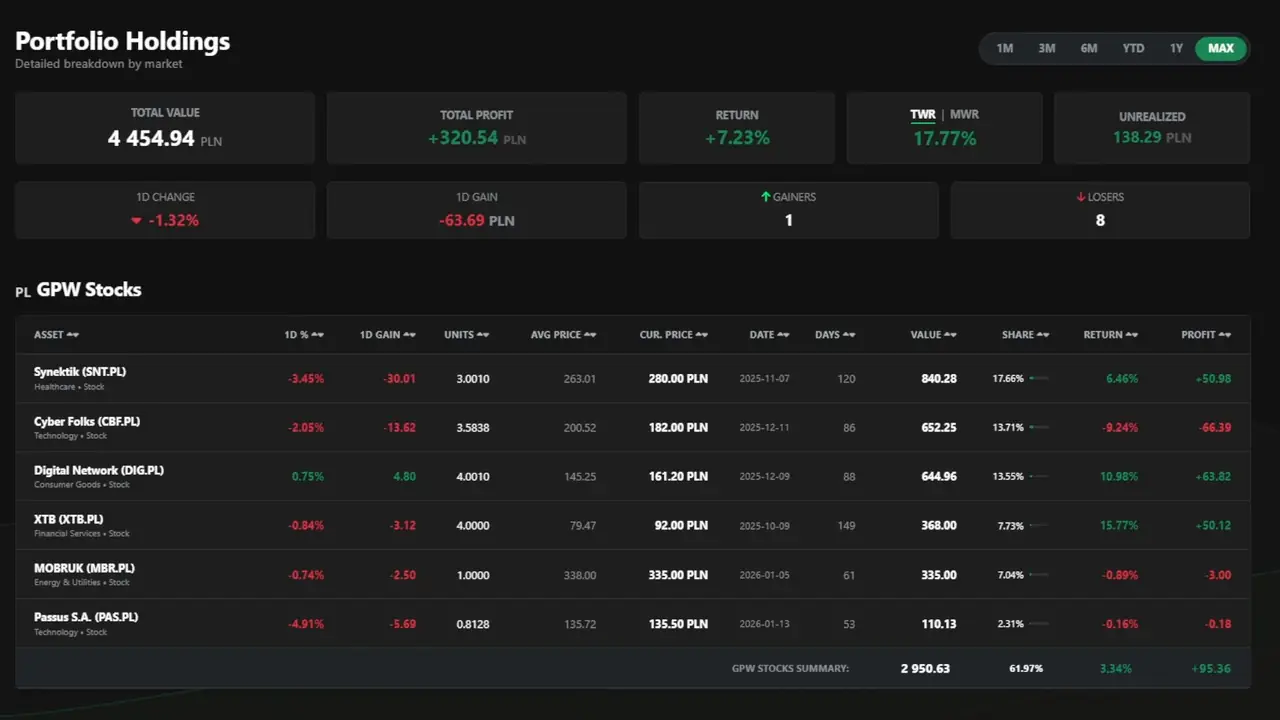 Portfolio Holdings
Detailed breakdown by market
1M 3M 6M YTD 1Y MAX
TOTAL VALUE
4 454.94 PLN
TOTAL PROFIT
+320.54 PLN
RETURN
+7.23%
TWR | MWR
17.77%
UNREALIZED
138.29 PLN
1D CHANGE
-1.32%
1D GAIN
-63.69 PLN
GAINERS
1
LOSERS
8
PL GPW Stocks
ASSET 1D % 1D GAIN UNITS AVG PRICE CUR. PRICE DATE DAYS VALUE SHARE RETURN PROFIT
Synektik (SNT.PL) -3.45% -30.01 3.0010 263.01 280.00 PLN 2025-11-07 120 840.28 17.66% 6.46% +50.98
Healthcare • Stock
Cyber Folks (CBF.PL) -2.05% -13.62 3.5838 200.52 182.00 PLN 2025-12-11 86 652.25 13.71% -9.24% -66.39
Technology • Stock
Digital Network (DIG.PL) 0.75% 4.80 4.0010 145.25 161.20 PLN 2025-12-09 88 644.96 13.55% 10.98% +63.82
Consumer Goods • Stock
XTB (XTB.PL) -0.84% -3.12 4.0000 79.47 92.00 PLN 2025-10-09 149 368.00 7.73% 15.77% +50.12
Financial Services • Stock
MOBRUK (MBR.PL) -0.74% -2.50 1.0000 338.00 335.00 PLN 2026-01-05 61 335.00 7.04% -0.89% -3.00
Energy & Utilities • Stock
Passus S.A. (PAS.PL) -4.91% -5.69 0.8128 135.72 135.50 PLN 2026-01-13 53 110.13 2.31% -0.16% -0.18
Technology • Stock
GPW STOCKS SUMMARY: 2 950.63 61.97% 3.34% +95.36